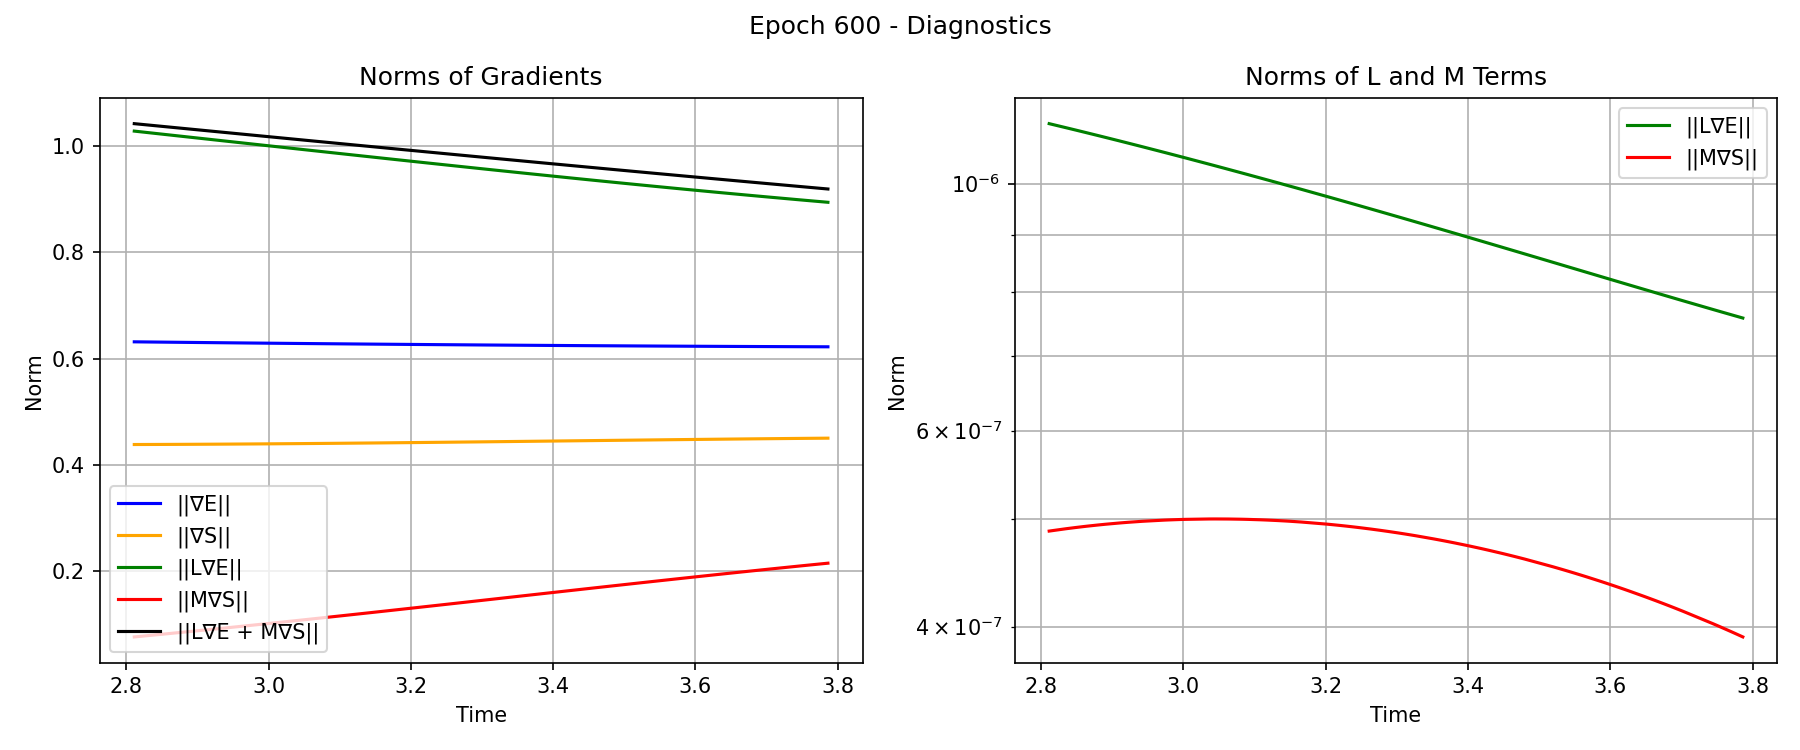 Epoch 600 - Diagnostics
Norms of Gradients
Norm
1.0
0.8
0.6
0.4
0.2
||∇E||
||∇S||
||L∇E||
||M∇S||
||L∇E + M∇S||
2.8 3.0 3.2 3.4 3.6 3.8
Time
Norms of L and M Terms
Norm
10⁻⁶
6 × 10⁻⁷
4 × 10⁻⁷
||L∇E||
||M∇S||
2.8 3.0 3.2 3.4 3.6 3.8
Time